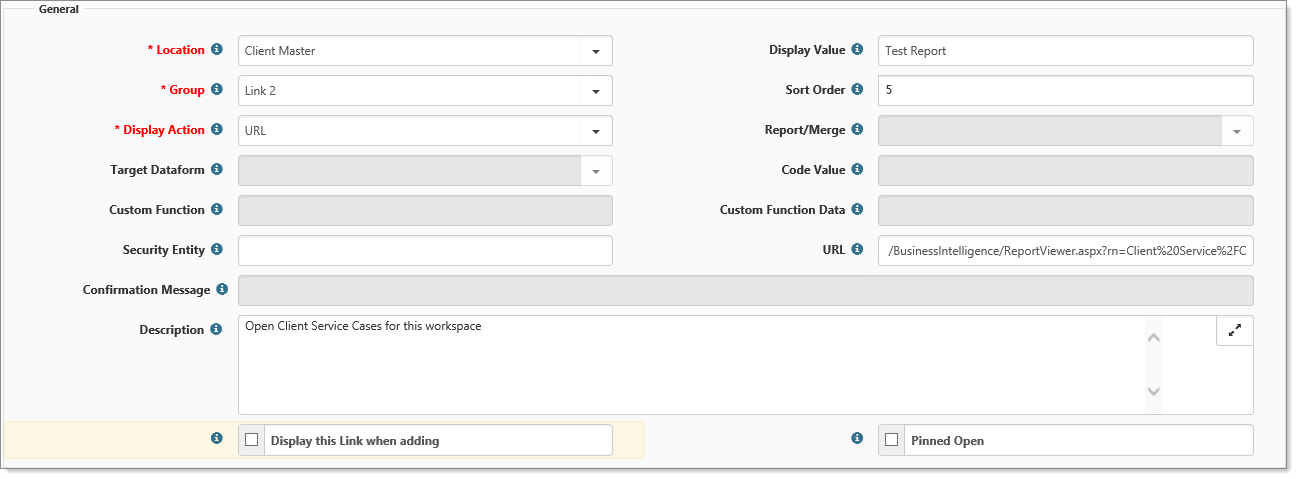 General
* Location Client Master Display Value Test Report
* Group Link 2 Sort Order 5
* Display Action URL Report/Merge
Target Dataform Code Value
Custom Function Custom Function Data
Security Entity URL /BusinessIntelligence/ReportViewer.aspx?rn=Client%20Service%2FC
Confirmation Message
Description Open Client Service Cases for this workspace
Display this Link when adding Pinned Open